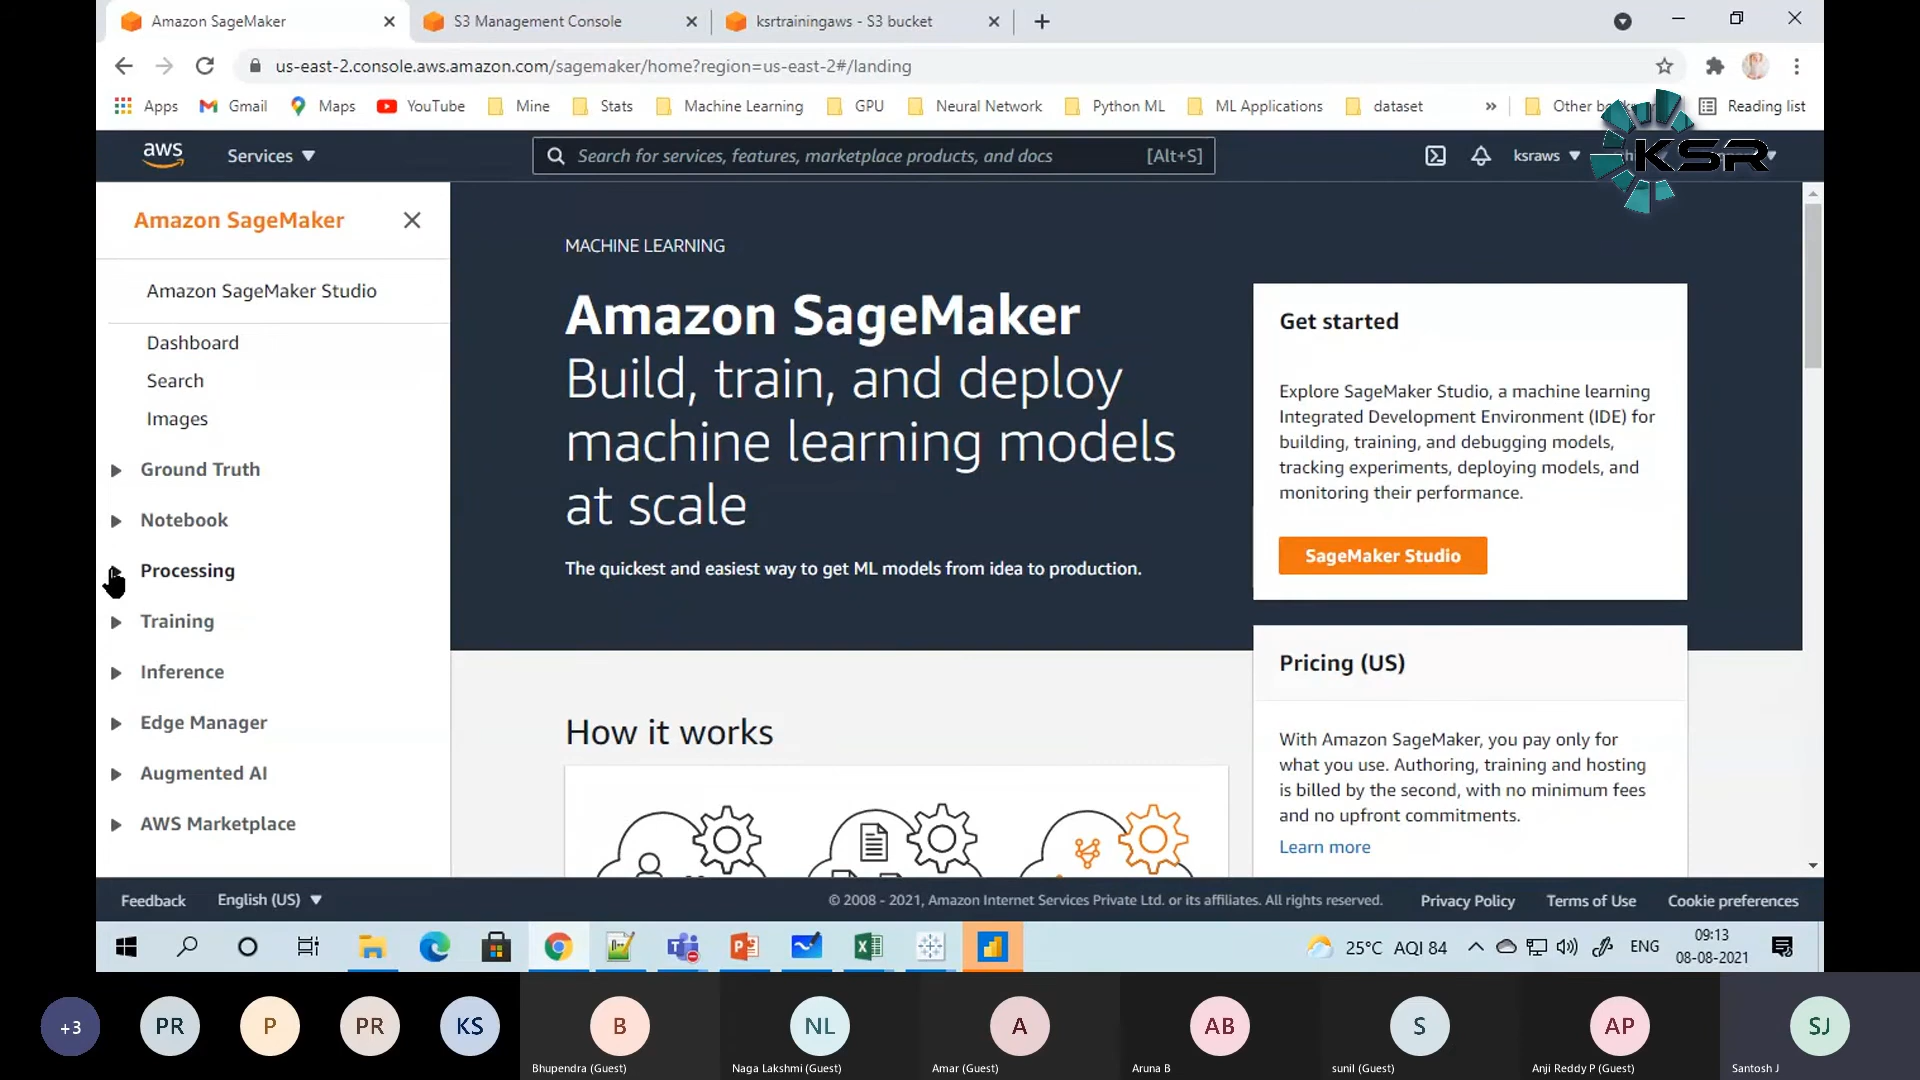 Amazon SageMaker
S3 Management Console
ksrtrainingaws - S3 bucket
us-east-2.console.aws.amazon.com/sagemaker/home?region=us-east-2#/landing
Apps
Gmail
Maps
YouTube
Mine
Stats
Machine Learning
GPU
Neural Network
Python ML
ML Applications
dataset
»
Other
Reading list
aws
Services
Search for services, features, marketplace products, and docs
[Alt+S]
ksraws
KSR
Amazon SageMaker
Amazon SageMaker Studio
Dashboard
Search
Images
Ground Truth
Notebook
Processing
Training
Inference
Edge Manager
Augmented AI
AWS Marketplace
MACHINE LEARNING
Amazon SageMaker
Build, train, and deploy
machine learning models
at scale
The quickest and easiest way to get ML models from idea to production.
How it works
Get started
Explore SageMaker Studio, a machine learning
Integrated Development Environment (IDE) for
building, training, and debugging models,
tracking experiments, deploying models, and
monitoring their performance.
SageMaker Studio
Pricing (US)
With Amazon SageMaker, you pay only for
what you use. Authoring, training and hosting
is billed by the second, with no minimum fees
and no upfront commitments.
Learn more
Feedback
English (US)
© 2008 - 2021, Amazon Internet Services Private Ltd. or its affiliates. All rights reserved.
Privacy Policy
Terms of Use
Cookie preferences
25°C AQI 84
ENG
09:13
08-08-2021
+3
PR
P
PR
KS
B
Bhupendra (Guest)
NL
Naga Lakshmi (Guest)
A
Amar (Guest)
AB
Aruna B
S
sunil (Guest)
AP
Anji Reddy P (Guest)
SJ
Santosh J